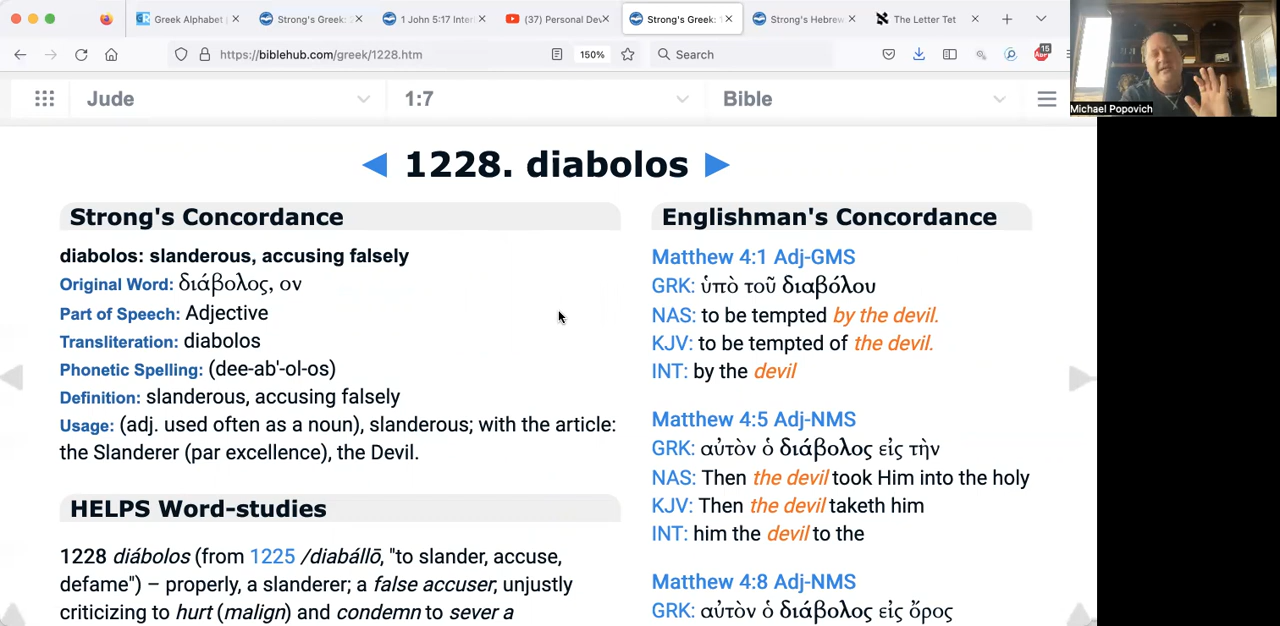 Greek Alphabet
Strong's Greek:
1 John 5:17 Inter
(37) Personal Dev
Strong's Greek:
Strong's Hebrew
The Letter Tet
https://biblehub.com/greek/1228.htm
150%
Search
15
Michael Popovich
Jude
1:7
Bible
1228. diabolos
Strong's Concordance
diabolos: slanderous, accusing falsely
Original Word: διάβολος, ον
Part of Speech: Adjective
Transliteration: diabolos
Phonetic Spelling: (dee-ab'-ol-os)
Definition: slanderous, accusing falsely
Usage: (adj. used often as a noun), slanderous; with the article:
the Slanderer (par excellence), the Devil.
HELPS Word-studies
1228 diábolos (from 1225 /diabállō, "to slander, accuse,
defame") – properly, a slanderer; a false accuser; unjustly
criticizing to hurt (malign) and condemn to sever a
Englishman's Concordance
Matthew 4:1 Adj-GMS
GRK: ὑπὸ τοῦ διαβόλου
NAS: to be tempted by the devil.
KJV: to be tempted of the devil.
INT: by the devil
Matthew 4:5 Adj-NMS
GRK: αὐτὸν ὁ διάβολος εἰς τὴν
NAS: Then the devil took Him into the holy
KJV: Then the devil taketh him
INT: him the devil to the
Matthew 4:8 Adj-NMS
GRK: αὐτὸν ὁ διάβολος εἰς ὄρος